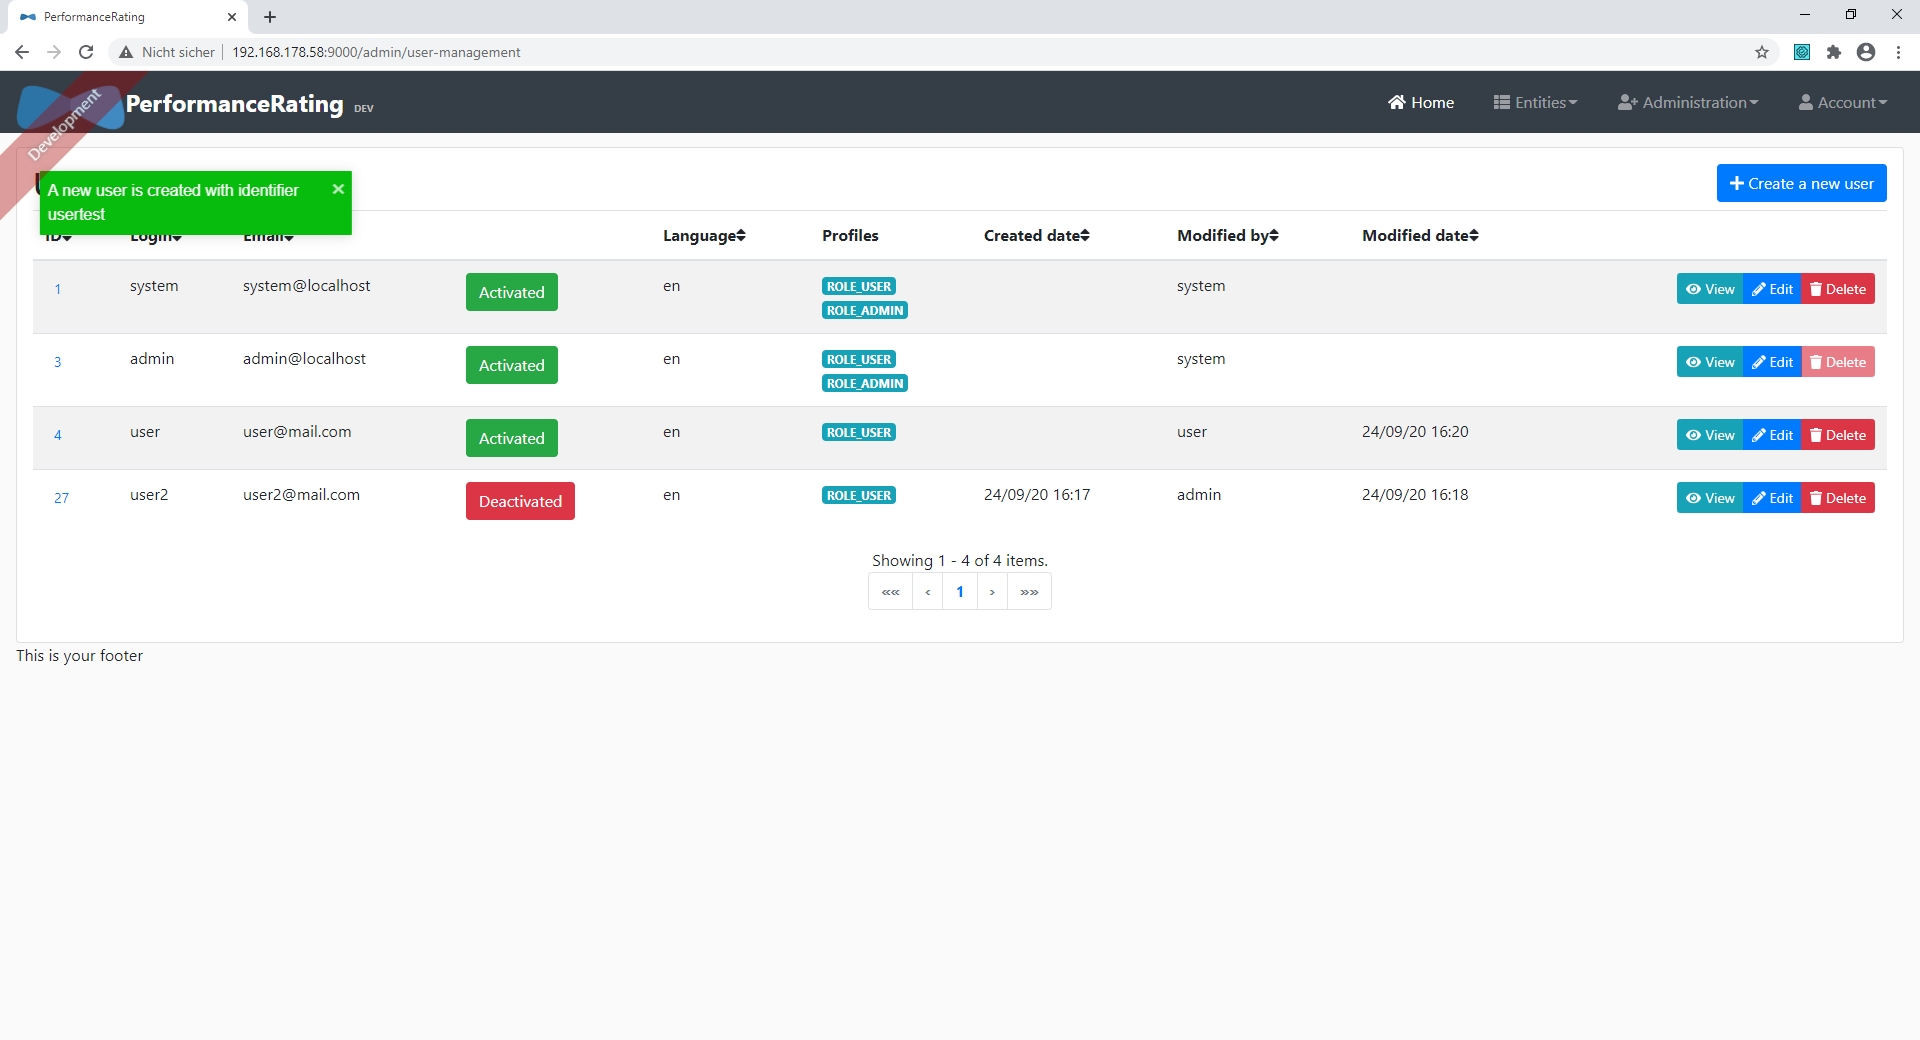 PerformanceRating
Nicht sicher 192.168.178.58:9000/admin/user-management
Development
PerformanceRating DEV
Home Entities Administration Account
A new user is created with identifier
usertest
Create a new user
ID Login Email Language Profiles Created date Modified by Modified date
1 system system@localhost Activated en ROLE_USER system View Edit Delete
ROLE_ADMIN
3 admin admin@localhost Activated en ROLE_USER system View Edit Delete
ROLE_ADMIN
4 user user@mail.com Activated en ROLE_USER user 24/09/20 16:20 View Edit Delete
27 user2 user2@mail.com Deactivated en ROLE_USER 24/09/20 16:17 admin 24/09/20 16:18 View Edit Delete
Showing 1 - 4 of 4 items.
«« ‹ 1 › »»
This is your footer